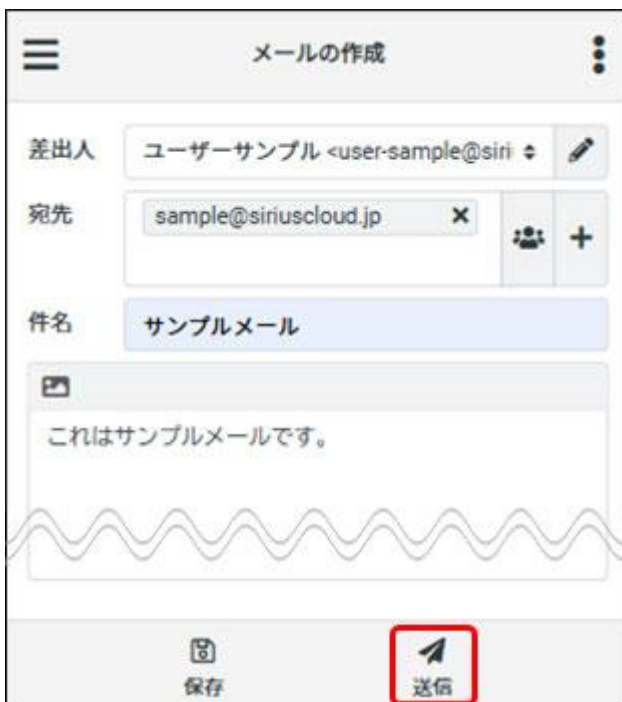 メールの作成
差出人 ユーザーサンプル <user-sample@siri
宛先 sample@siriuscloud.jp
件名 サンプルメール
これはサンプルメールです。
保存 送信